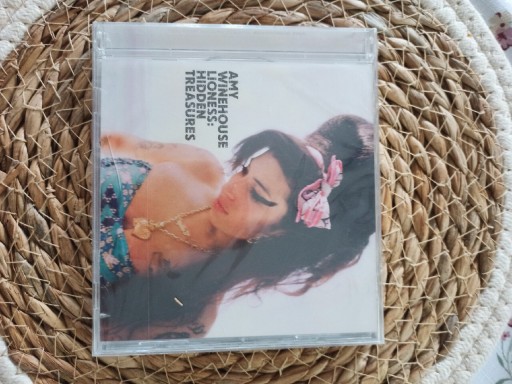 AMY
WINEHOUSE
LIONESS:
HIDDEN
TREASURES